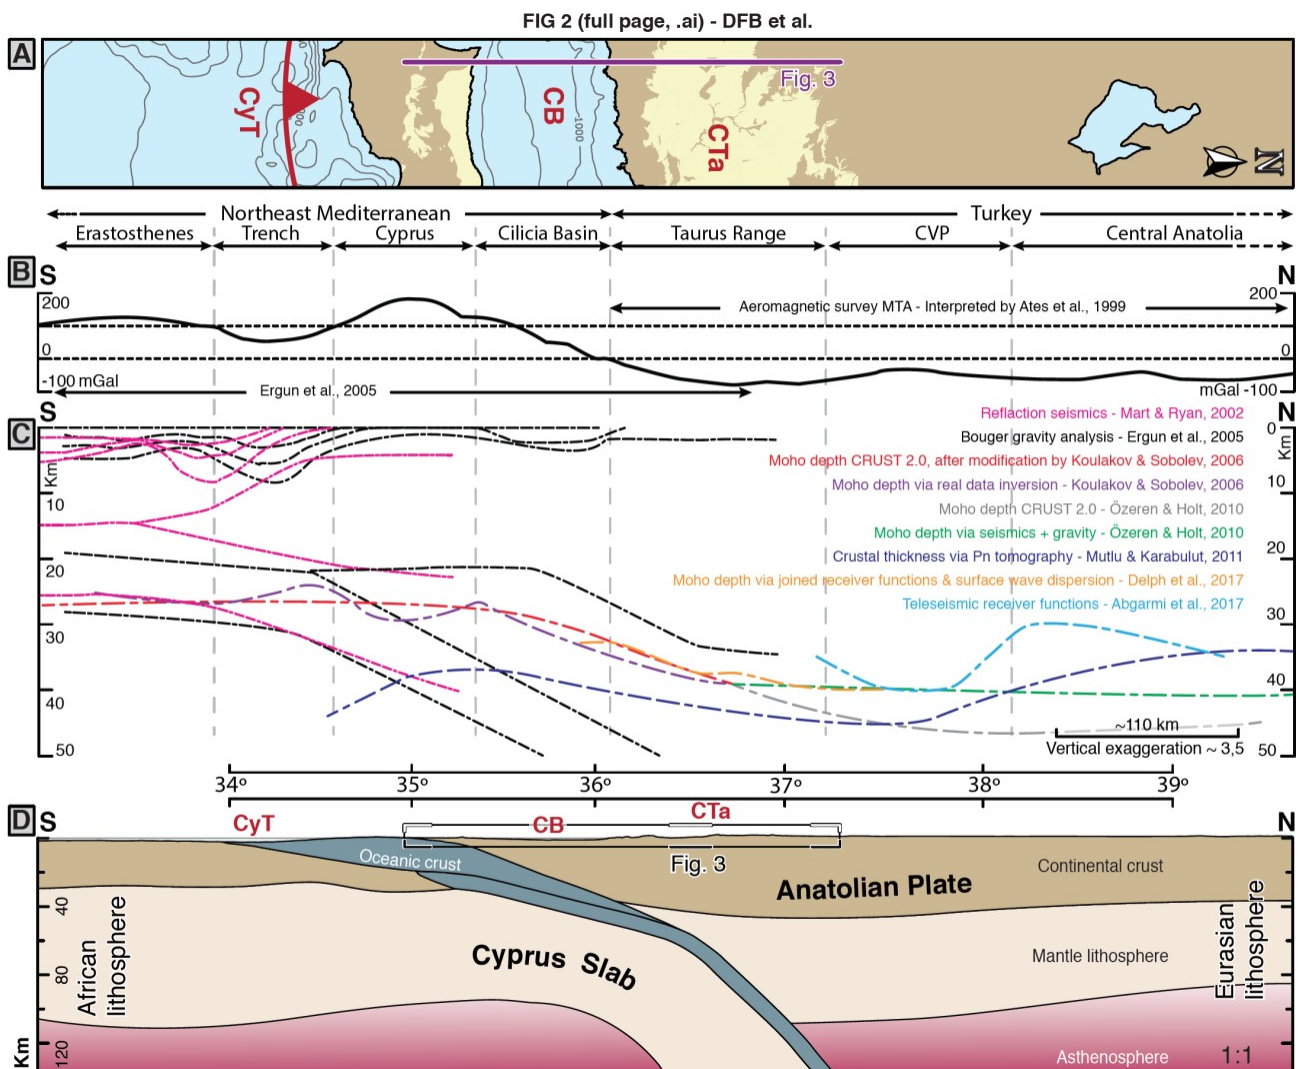 FIG 2 (full page, .ai) - DFB et al.
A
CyT
CB
-1000
CTa
Fig. 3
N
Northeast Mediterranean
Turkey
Erastosthenes
Trench
Cyprus
Cilicia Basin
Taurus Range
CVP
Central Anatolia
B
S
N
200
0
-100 mGal
Aeromagnetic survey MTA - Interpreted by Ates et al., 1999
200
0
mGal -100
Ergun et al., 2005
C
S
N
Reflaction seismics - Mart & Ryan, 2002
Bouger gravity analysis - Ergun et al., 2005
Moho depth CRUST 2.0, after modification by Koulakov & Sobolev, 2006
Moho depth via real data inversion - Koulakov & Sobolev, 2006
Moho depth CRUST 2.0 - Özeren & Holt, 2010
Moho depth via seismics + gravity - Özeren & Holt, 2010
Crustal thickness via Pn tomography - Mutlu & Karabulut, 2011
Moho depth via joined receiver functions & surface wave dispersion - Delph et al., 2017
Teleseismic receiver functions - Abgarmi et al., 2017
Km
10
20
30
40
50
0
Km
10
20
30
40
50
~110 km
Vertical exaggeration ~ 3,5
34º
35º
36º
37º
38º
39º
D
S
N
CyT
CB
CTa
Fig. 3
Oceanic crust
Continental crust
Anatolian Plate
Mantle lithosphere
Cyprus Slab
African
lithosphere
Eurasian
lithosphere
Asthenosphere
1:1
40
80
120
Km